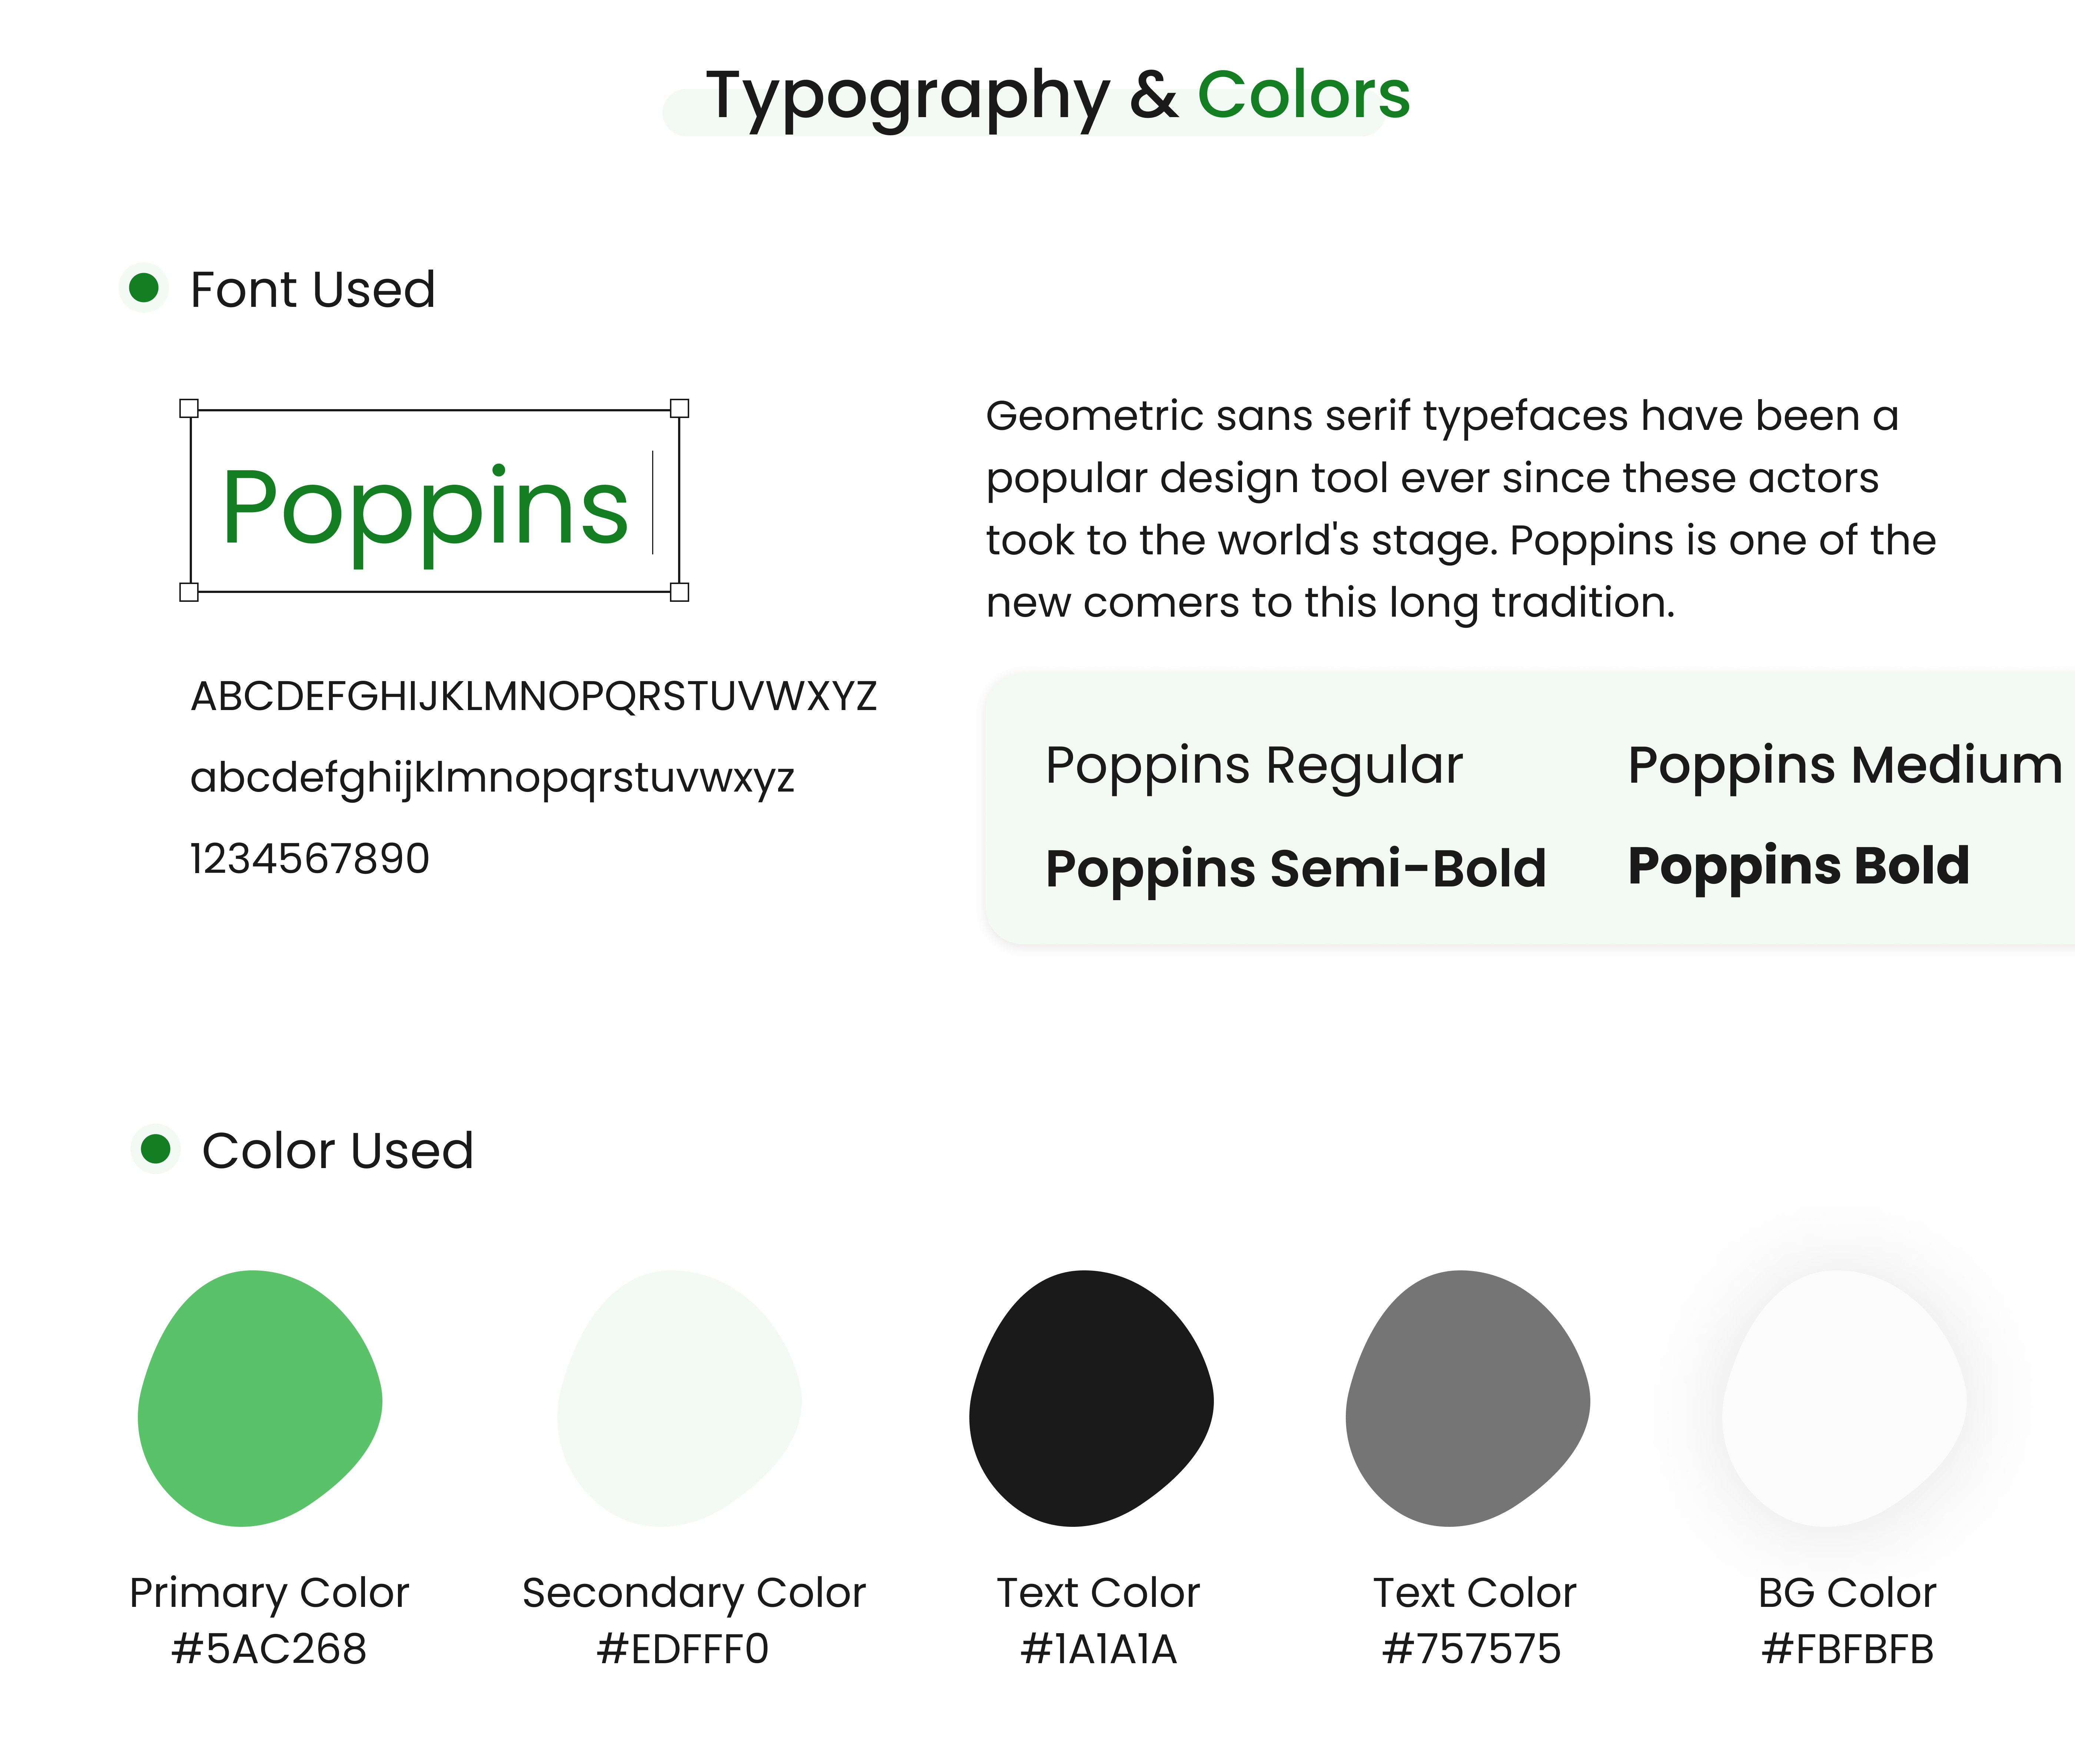 Typography & Colors
Font Used
Poppins
Geometric sans serif typefaces have been a
popular design tool ever since these actors
took to the world's stage. Poppins is one of the
new comers to this long tradition.
ABCDEFGHIJKLMNOPQRSTUVWXYZ
abcdefghijklmnopqrstuvwxyz
1234567890
Poppins Regular
Poppins Medium
Poppins Semi-Bold
Poppins Bold
Color Used
Primary Color
#5AC268
Secondary Color
#EDFFF0
Text Color
#1A1A1A
Text Color
#757575
BG Color
#FBFBFB